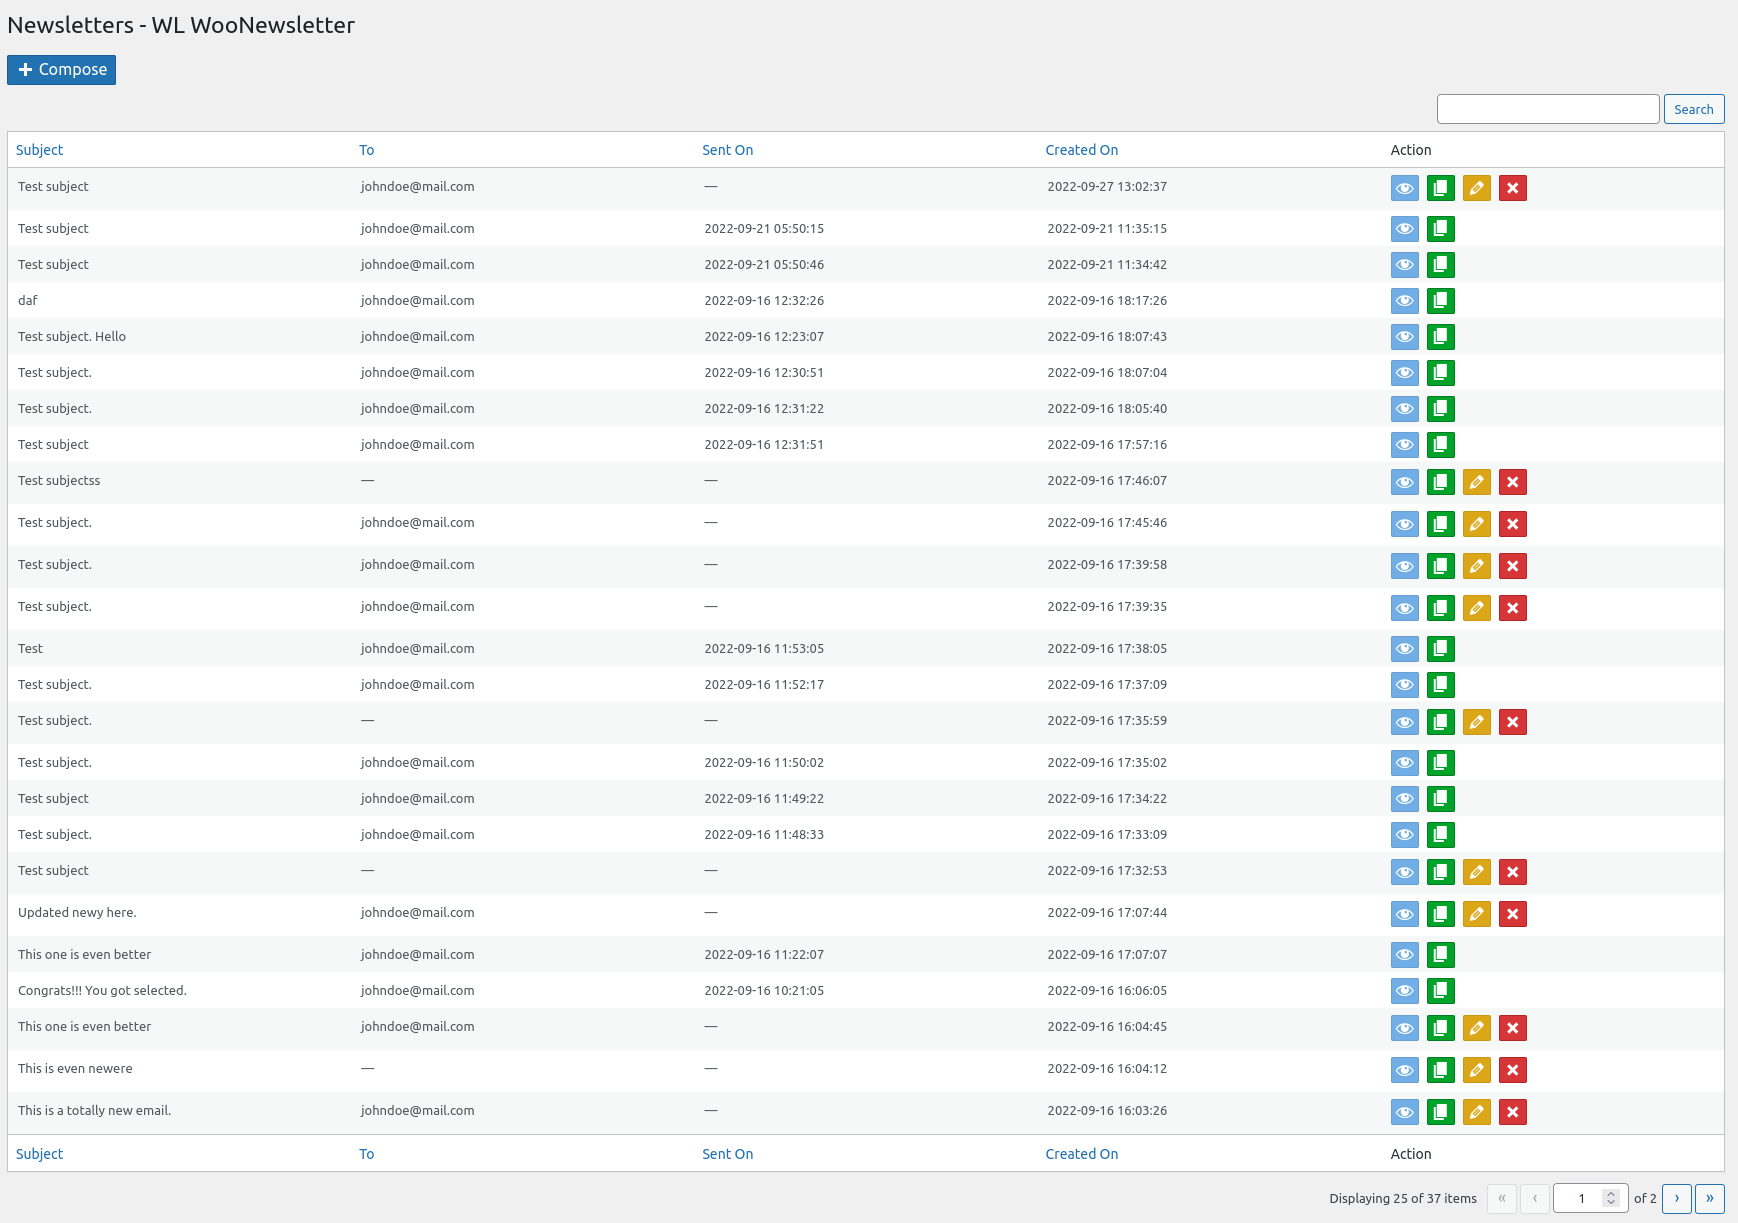 Newsletters - WL WooNewsletter
Compose
Search
Subject To Sent On Created On Action
Test subject johndoe@mail.com — 2022-09-27 13:02:37
Test subject johndoe@mail.com 2022-09-21 05:50:15 2022-09-21 11:35:15
Test subject johndoe@mail.com 2022-09-21 05:50:46 2022-09-21 11:34:42
daf johndoe@mail.com 2022-09-16 12:32:26 2022-09-16 18:17:26
Test subject. Hello johndoe@mail.com 2022-09-16 12:23:07 2022-09-16 18:07:43
Test subject. johndoe@mail.com 2022-09-16 12:30:51 2022-09-16 18:07:04
Test subject. johndoe@mail.com 2022-09-16 12:31:22 2022-09-16 18:05:40
Test subject johndoe@mail.com 2022-09-16 12:31:51 2022-09-16 17:57:16
Test subjectss — — 2022-09-16 17:46:07
Test subject. johndoe@mail.com — 2022-09-16 17:45:46
Test subject. johndoe@mail.com — 2022-09-16 17:39:58
Test subject. johndoe@mail.com — 2022-09-16 17:39:35
Test johndoe@mail.com 2022-09-16 11:53:05 2022-09-16 17:38:05
Test subject. johndoe@mail.com 2022-09-16 11:52:17 2022-09-16 17:37:09
Test subject. — — 2022-09-16 17:35:59
Test subject. johndoe@mail.com 2022-09-16 11:50:02 2022-09-16 17:35:02
Test subject johndoe@mail.com 2022-09-16 11:49:22 2022-09-16 17:34:22
Test subject. johndoe@mail.com 2022-09-16 11:48:33 2022-09-16 17:33:09
Test subject — — 2022-09-16 17:32:53
Updated newy here. johndoe@mail.com — 2022-09-16 17:07:44
This one is even better johndoe@mail.com 2022-09-16 11:22:07 2022-09-16 17:07:07
Congrats!!! You got selected. johndoe@mail.com 2022-09-16 10:21:05 2022-09-16 16:06:05
This one is even better johndoe@mail.com — 2022-09-16 16:04:45
This is even newere — — 2022-09-16 16:04:12
This is a totally new email. johndoe@mail.com — 2022-09-16 16:03:26
Subject To Sent On Created On Action
Displaying 25 of 37 items « ‹ 1 of 2 › »